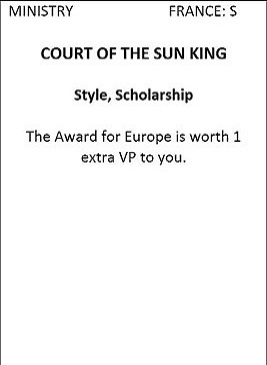 MINISTRY FRANCE: S
COURT OF THE SUN KING
Style, Scholarship
The Award for Europe is worth 1
extra VP to you.